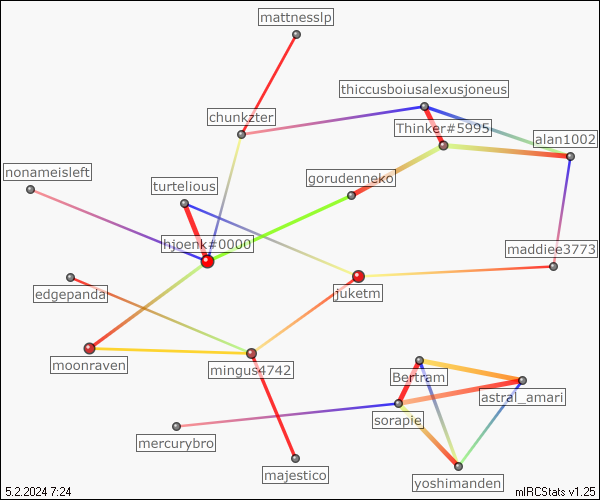 mattnesslp
thiccusboiusalexusjoneus
chunkzter
Thinker#5995
alan1002
nonameisleft
turtelious
gorudenneko
hjoenk#0000
maddiee3773
edgepanda
juketm
moonraven
mingus4742
Bertram
astral_amari
sorapie
mercurybro
majestico
yoshimanden
5.2.2024 7:24
mIRCStats v1.25